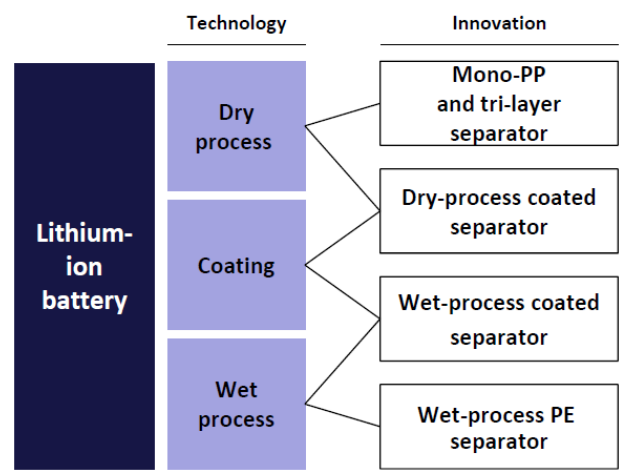 Technology
Innovation
Lithium-
ion
battery
Dry
process
Coating
Wet
process
Mono-PP
and tri-layer
separator
Dry-process coated
separator
Wet-process coated
separator
Wet-process PE
separator